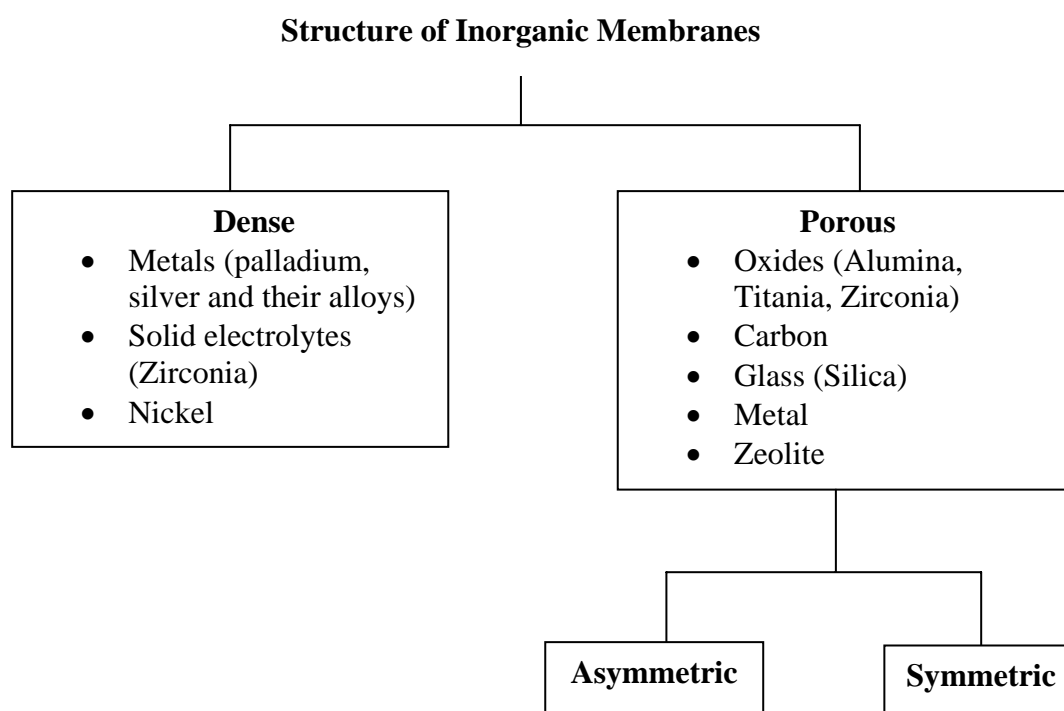 Structure of Inorganic Membranes
Dense
• Metals (palladium,
silver and their alloys)
• Solid electrolytes
(Zirconia)
• Nickel
Porous
• Oxides (Alumina,
Titania, Zirconia)
• Carbon
• Glass (Silica)
• Metal
• Zeolite
Asymmetric
Symmetric